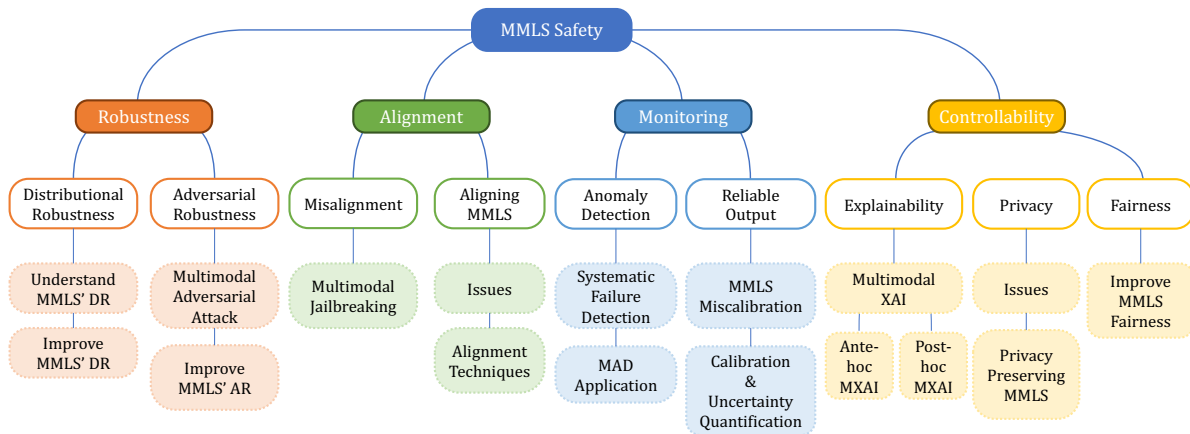 MMLS Safety
Robustness
Alignment
Monitoring
Controllability
Distributional
Robustness
Adversarial
Robustness
Misalignment
Aligning
MMLS
Anomaly
Detection
Reliable
Output
Explainability
Privacy
Fairness
Understand
MMLS' DR
Multimodal
Adversarial
Attack
Multimodal
Jailbreaking
Issues
Systematic
Failure
Detection
MMLS
Miscalibration
Multimodal
XAI
Issues
Improve
MMLS
Fairness
Improve
MMLS' DR
Improve
MMLS' AR
Alignment
Techniques
MAD
Application
Calibration
&
Uncertainty
Quantification
Ante-
hoc
MXAI
Post-
hoc
MXAI
Privacy
Preserving
MMLS